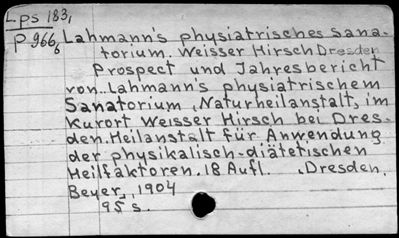 Lps 183,
P 966,6 Lahmann's physiatrisches Sana-
torium. Weisser Hirsch Dresden
Prospect und Jahresbericht
von Lahmann's physiatrischem
Sanatorium, Naturheilanstalt, im
Kurort Weisser Hirsch bei Dres-
den. Heilanstalt für Anwendung
der physikalisch-diätetischen
Heilfaktoren. 18 Aufl. Dresden,
Beyer, 1904
95 s.